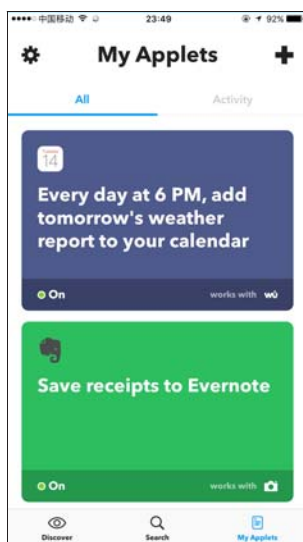 中国移动 23:49 92%
My Applets
All Activity
Tuesday
14
Every day at 6 PM, add
tomorrow's weather
report to your calendar
On works with wu
Save receipts to Evernote
On works with
Discover Search My Applets